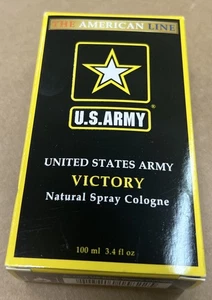 THE AMERICAN LINE
U.S.ARMY
®
UNITED STATES ARMY
VICTORY
Natural Spray Cologne
100 ml 3.4 fl oz